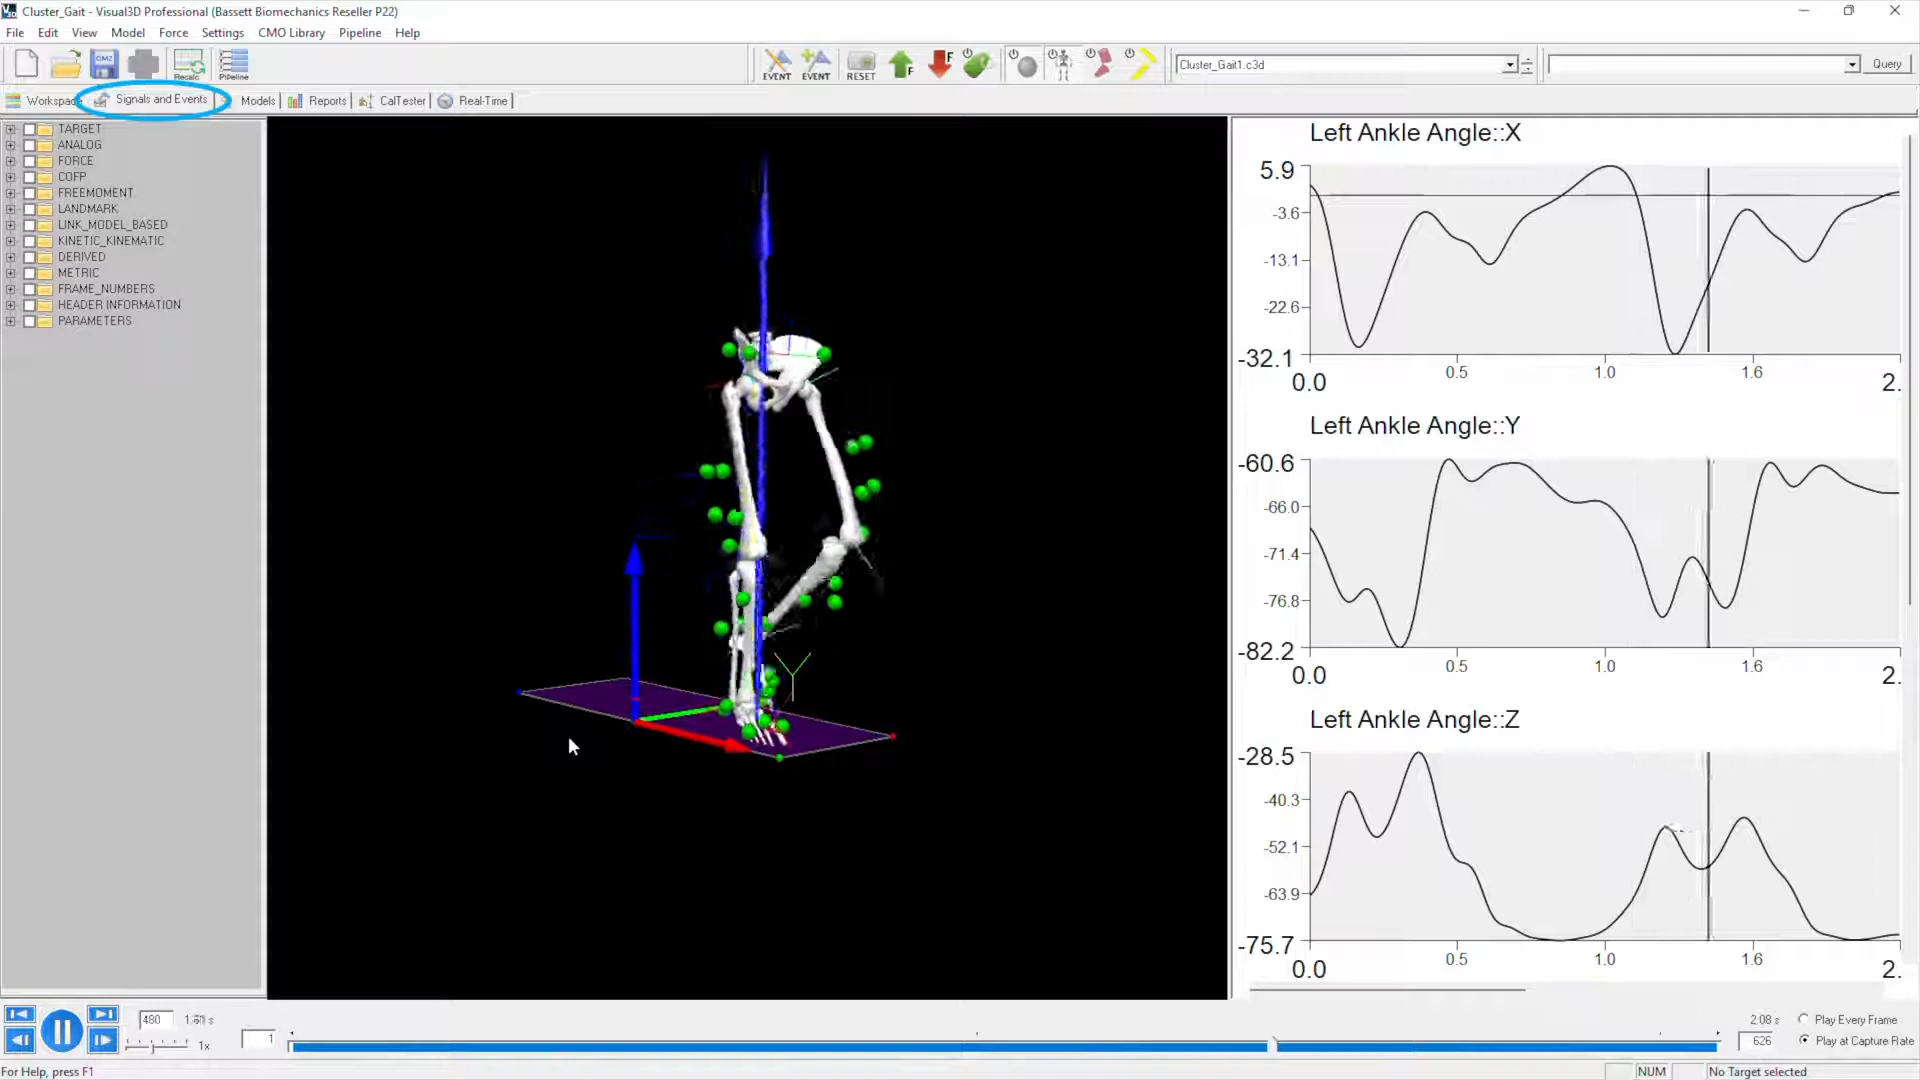 Cluster_Gait - Visual3D Professional (Bassett Biomechanics Reseller P22)
File Edit View Model Force Settings CMO Library Pipeline Help
CMZ Recalc PiPeline EVENT EVENT RESET F F Cluster_Gait1.c3d Query
Workspace Signals and Events Models Reports CalTester Real-Time
TARGET
ANALOG
FORCE
COFP
FREEMOMENT
LANDMARK
LINK_MODEL_BASED
KINETIC_KINEMATIC
DERIVED
METRIC
FRAME_NUMBERS
HEADER INFORMATION
PARAMETERS
Left Ankle Angle::X
5.9
-3.6
-13.1
-22.6
-32.1
0.5 1.0 1.6
0.0 2.
Left Ankle Angle::Y
-60.6
-66.0
-71.4
-76.8
-82.2
0.5 1.0 1.6
0.0 2.
Left Ankle Angle::Z
-28.5
-40.3
-52.1
-63.9
-75.7
0.5 1.0 1.6
0.0 2.
480
1x
1
2.08 s
626
Play Every Frame
Play at Capture Rate
For Help, press F1
NUM
No Target selected